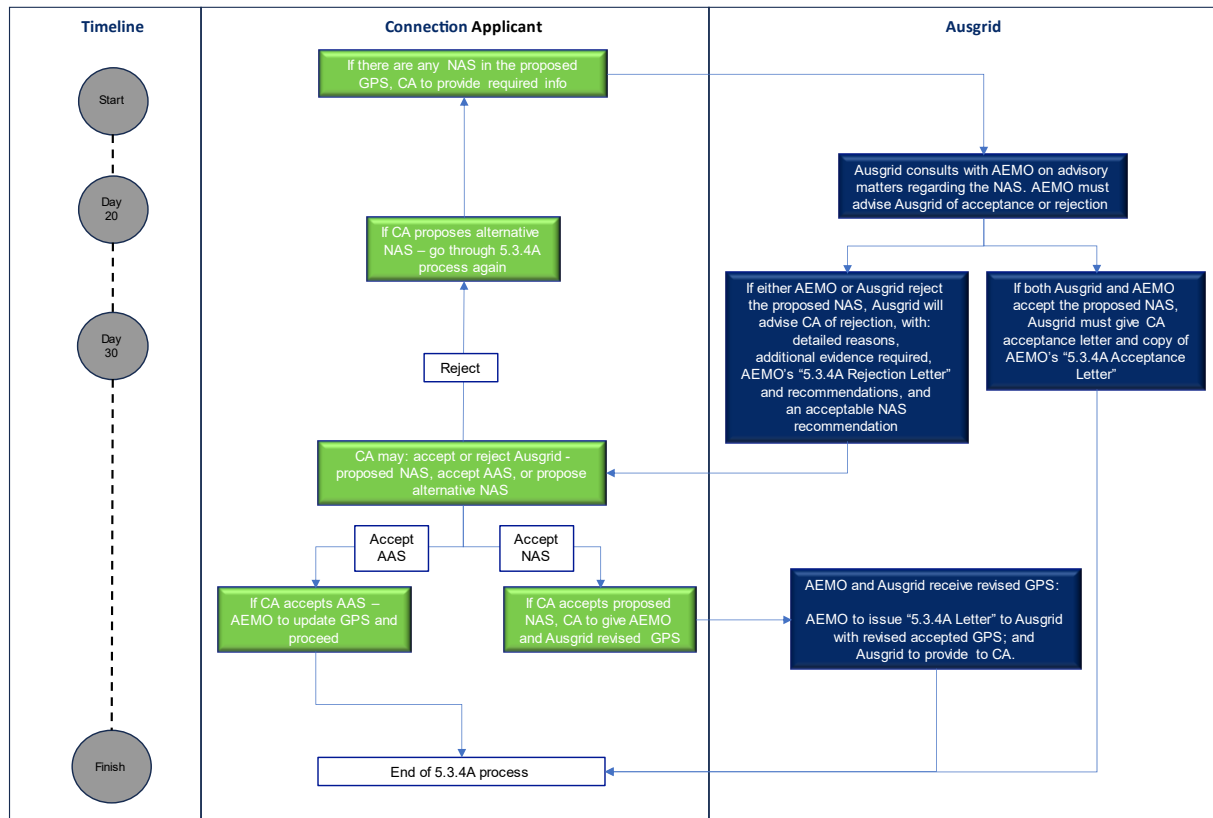 Timeline
Connection Applicant
Ausgrid
Start
Day
20
Day
30
Finish
If there are any NAS in the proposed
GPS, CA to provide required info
If CA proposes alternative
NAS – go through 5.3.4A
process again
Reject
CA may: accept or reject Ausgrid -
proposed NAS, accept AAS, or propose
alternative NAS
Accept
AAS
Accept
NAS
If CA accepts AAS –
AEMO to update GPS and
proceed
If CA accepts proposed
NAS, CA to give AEMO
and Ausgrid revised GPS
End of 5.3.4A process
Ausgrid consults with AEMO on advisory
matters regarding the NAS. AEMO must
advise Ausgrid of acceptance or rejection
If either AEMO or Ausgrid reject
the proposed NAS, Ausgrid will
advise CA of rejection, with:
detailed reasons,
additional evidence required,
AEMO's “5.3.4A Rejection Letter”
and recommendations, and
an acceptable NAS
recommendation
If both Ausgrid and AEMO
accept the proposed NAS,
Ausgrid must give CA
acceptance letter and copy of
AEMO's “5.3.4A Acceptance
Letter”
AEMO and Ausgrid receive revised GPS:
AEMO to issue “5.3.4A Letter” to Ausgrid
with revised accepted GPS; and
Ausgrid to provide to CA.